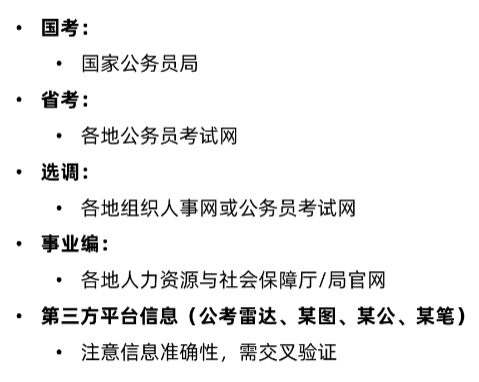 • 国考：
• 国家公务员局
• 省考：
• 各地公务员考试网
• 选调：
• 各地组织人事网或公务员考试网
• 事业编：
• 各地人力资源与社会保障厅/局官网
• 第三方平台信息（公考雷达、某图、某公、某笔）
• 注意信息准确性，需交叉验证